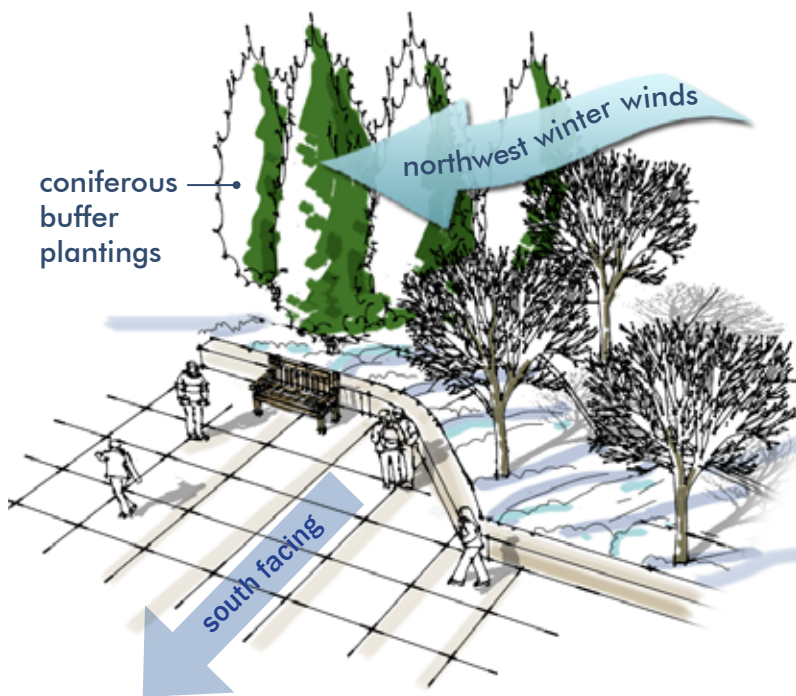 northwest winter winds
coniferous
buffer
plantings
south facing